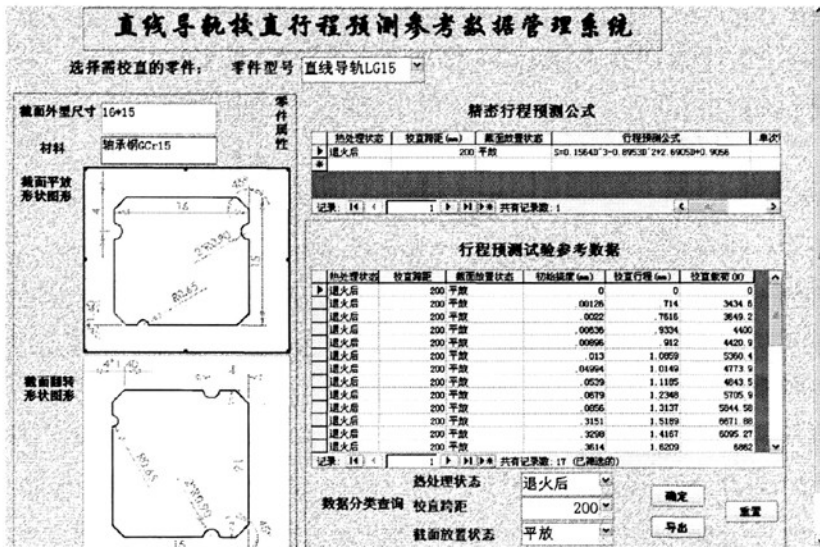 直线导轨校直行程预测参考数据管理系统
选择需校直的零件： 零件型号 直线导轨LG15
截面外型尺寸 16*15
零件属性
材料 轴承钢GCr15
截面平放形状图形
16
15
4
R0.65
截面翻转形状图形
4
R0.65
15
精密行程预测公式
热处理状态 校直跨距(mm) 截面放置状态 行程预测公式 单次
退火后 200 平放
记录: 1 共有记录数: 1
行程预测试验参考数据
热处理状态 校直跨距 截面放置状态 初始挠度(mm) 校直行程(mm) 校直载荷(N)
退火后 200 平放 0 0 0
退火后 200 平放 .00126 .714 3434.6
退火后 200 平放 .0022 .7616 3649.2
退火后 200 平放 .00636 .9334 4400
退火后 200 平放 .00896 .912 4420.9
退火后 200 平放 .013 1.0859 5360.4
退火后 200 平放 .04994 1.0149 4773.9
退火后 200 平放 .0539 1.1185 4843.5
退火后 200 平放 .0679 1.2348 5705.9
退火后 200 平放 .0856 1.3137 5844.58
退火后 200 平放 .3151 1.5189 6671.88
退火后 200 平放 .3298 1.4167 6095.27
退火后 200 平放 .3614 1.6209 6862
记录: 1 共有记录数: 17 (已筛选的)
数据分类查询
热处理状态 退火后
校直跨距 200
截面放置状态 平放
确定
导出
重置